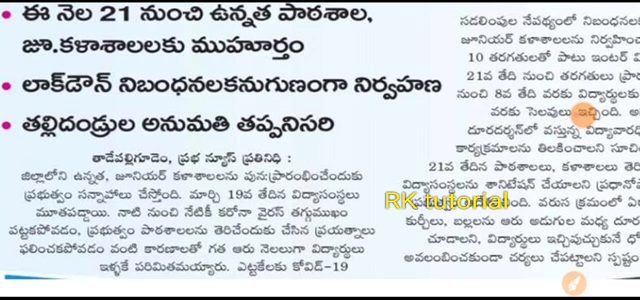 • ఈ నెల 21 నుంచి ఉన్నత పాఠశాల,
జూ.కళాశాలలకు ముహూర్తం
• లాక్‌డౌన్ నిబంధనలకనుగుణంగా నిర్వహణ
• తల్లిదండ్రుల అనుమతి తప్పనిసరి
తాడేపల్లిగూడెం, ప్రభ న్యూస్ ప్రతినిధి :
జిల్లాలోని ఉన్నత, జూనియర్ కళాశాలలను పునఃప్రారంభించేందుకు
ప్రభుత్వం సన్నాహాలు చేస్తోంది. మార్చి 19వ తేదిన విద్యాసంస్థలు
మూతపడ్డాయి. నాటి నుంచి నేటికీ కరోనా వైరస్ తగ్గుముఖం
పట్టకపోవడం, ప్రభుత్వం పాఠశాలలను తెరిచేందుకు చేసిన ప్రయత్నాలు
ఫలించకపోవడం వంటి కారణాలతో గత ఆరు నెలలుగా విద్యార్థులు
ఇళ్ళకే పరిమితమయ్యారు. ఎట్టకేలకు కోవిడ్-19
సడలింపుల నేపథ్యంలో
జూనియర్ కళాశాలలను
10 తరగతులతో పాటు ఇంటర్
21వ తేది నుంచి తరగతులు
నుంచి 8వ తేది వరకు విద్యార్థులకు
వరకు సెలవులు ఇచ్చింది.
దూరదర్శన్‌లో వస్తున్న
కార్యక్రమాలను తిలకించాలని
21వ తేదిన పాఠశాలలు, కళాశాలలు
విద్యాసంస్థలను శానిటేషన్ చేయాలని
RK tutorial వరుస క్రమంలో
కుర్చీలు, బల్లలను ఆరు అడుగుల మధ్య
చూడాలని, విద్యార్థులు ఇచ్చిపుచ్చుకునే
అవలంబించకుండా చర్యలు చేపట్టాలని